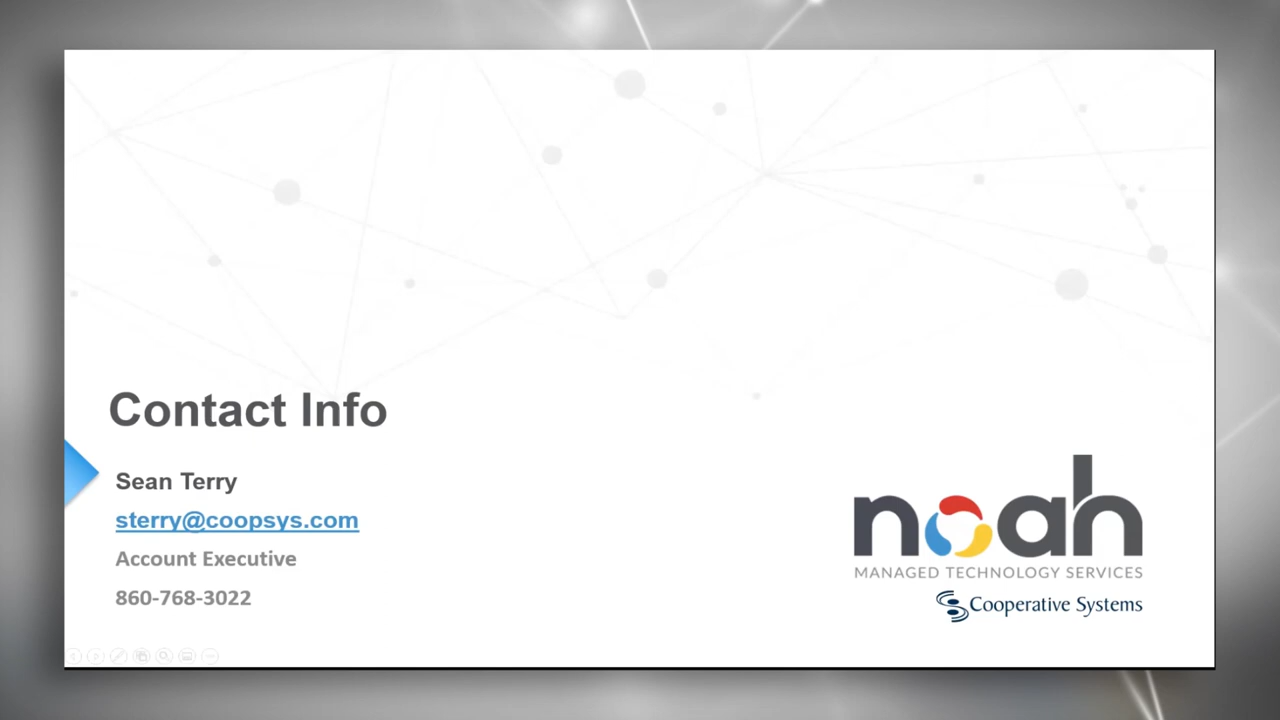 Contact Info
Sean Terry
sterry@coopsys.com
Account Executive
860-768-3022
noah
MANAGED TECHNOLOGY SERVICES
Cooperative Systems